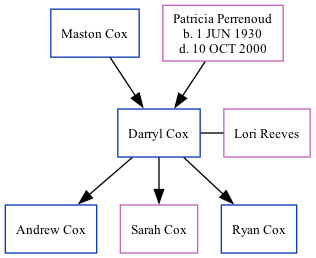 Maston Cox
Patricia Perrenoud
b. 1 JUN 1930
d. 10 OCT 2000
Darryl Cox
Lori Reeves
Andrew Cox
Sarah Cox
Ryan Cox